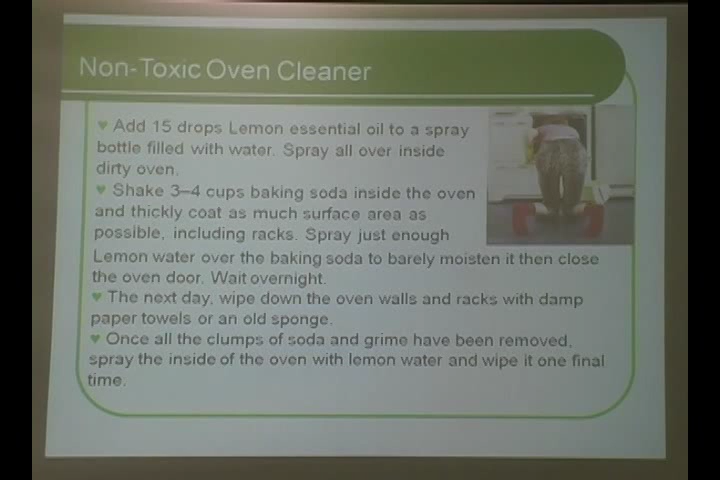 Non-Toxic Oven Cleaner
♥ Add 15 drops Lemon essential oil to a spray
bottle filled with water. Spray all over inside
dirty oven.
♥ Shake 3–4 cups baking soda inside the oven
and thickly coat as much surface area as
possible, including racks. Spray just enough
Lemon water over the baking soda to barely moisten it then close
the oven door. Wait overnight.
♥ The next day, wipe down the oven walls and racks with damp
paper towels or an old sponge.
♥ Once all the clumps of soda and grime have been removed,
spray the inside of the oven with lemon water and wipe it one final
time.